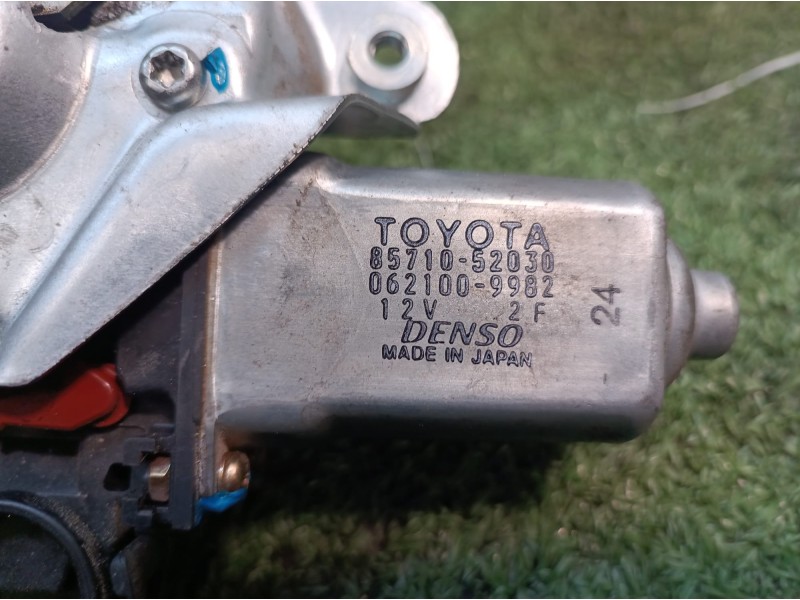 TOYOTA
85710-52030
062100-9982
12V 2F
DENSO
MADE IN JAPAN
24